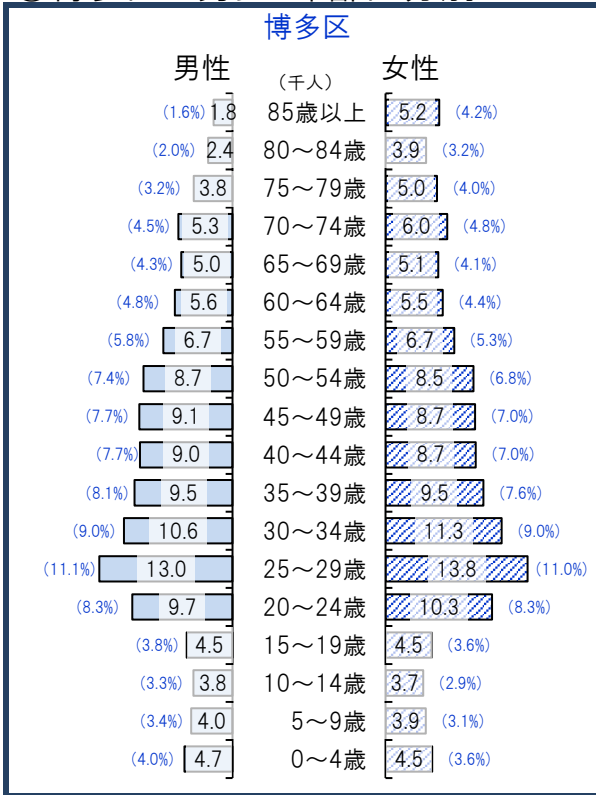 博多区
男性 （千人） 女性
(1.6%) 1.8 85歳以上 5.2 (4.2%)
(2.0%) 2.4 80～84歳 3.9 (3.2%)
(3.2%) 3.8 75～79歳 5.0 (4.0%)
(4.5%) 5.3 70～74歳 6.0 (4.8%)
(4.3%) 5.0 65～69歳 5.1 (4.1%)
(4.8%) 5.6 60～64歳 5.5 (4.4%)
(5.8%) 6.7 55～59歳 6.7 (5.3%)
(7.4%) 8.7 50～54歳 8.5 (6.8%)
(7.7%) 9.1 45～49歳 8.7 (7.0%)
(7.7%) 9.0 40～44歳 8.7 (7.0%)
(8.1%) 9.5 35～39歳 9.5 (7.6%)
(9.0%) 10.6 30～34歳 11.3 (9.0%)
(11.1%) 13.0 25～29歳 13.8 (11.0%)
(8.3%) 9.7 20～24歳 10.3 (8.3%)
(3.8%) 4.5 15～19歳 4.5 (3.6%)
(3.3%) 3.8 10～14歳 3.7 (2.9%)
(3.4%) 4.0 5～9歳 3.9 (3.1%)
(4.0%) 4.7 0～4歳 4.5 (3.6%)